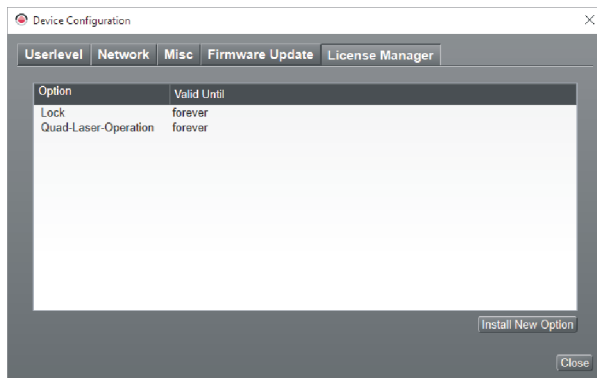 Device Configuration
Userlevel Network Misc Firmware Update License Manager
Option Valid Until
Lock forever
Quad-Laser-Operation forever
Install New Option
Close